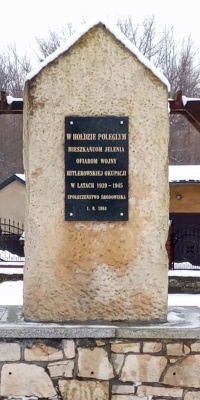 W HOŁDZIE POLEGŁYM
MIESZKAŃCOM JELENIA
OFIAROM WOJNY
HITLEROWSKIEJ OKUPACJI
W LATACH 1939-1945
SPOŁECZEŃSTWO ŚRODOWISKA
1. 9. 1984